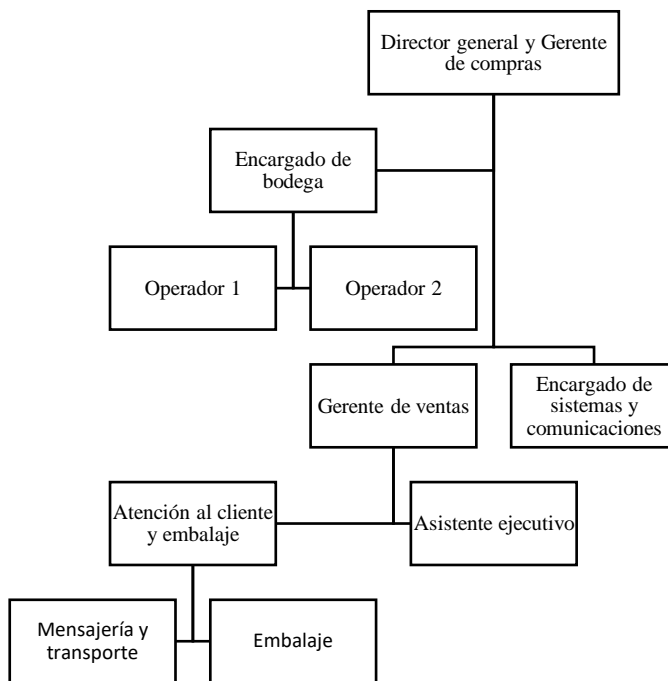 Director general y Gerente
de compras
Encargado de
bodega
Operador 1
Operador 2
Gerente de ventas
Encargado de
sistemas y
comunicaciones
Atención al cliente
y embalaje
Asistente ejecutivo
Mensajería y
transporte
Embalaje